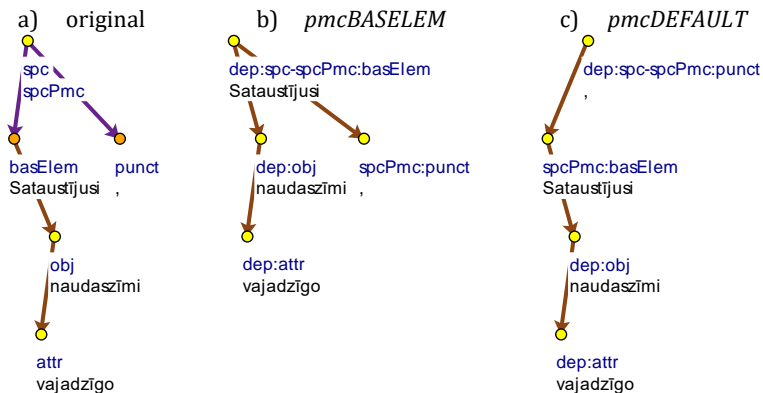 a) original
spc
spcPmc
basElem
Sataustījusi
punct
,
obj
naudaszīmi
attr
vajadzīgo
b) pmcBASELEM
dep:spc-spcPmc:basElem
Sataustījusi
dep:obj
naudaszīmi
spcPmc:punct
,
dep:attr
vajadzīgo
c) pmcDEFAULT
dep:spc-spcPmc:punct
,
spcPmc:basElem
Sataustījusi
dep:obj
naudaszīmi
dep:attr
vajadzīgo